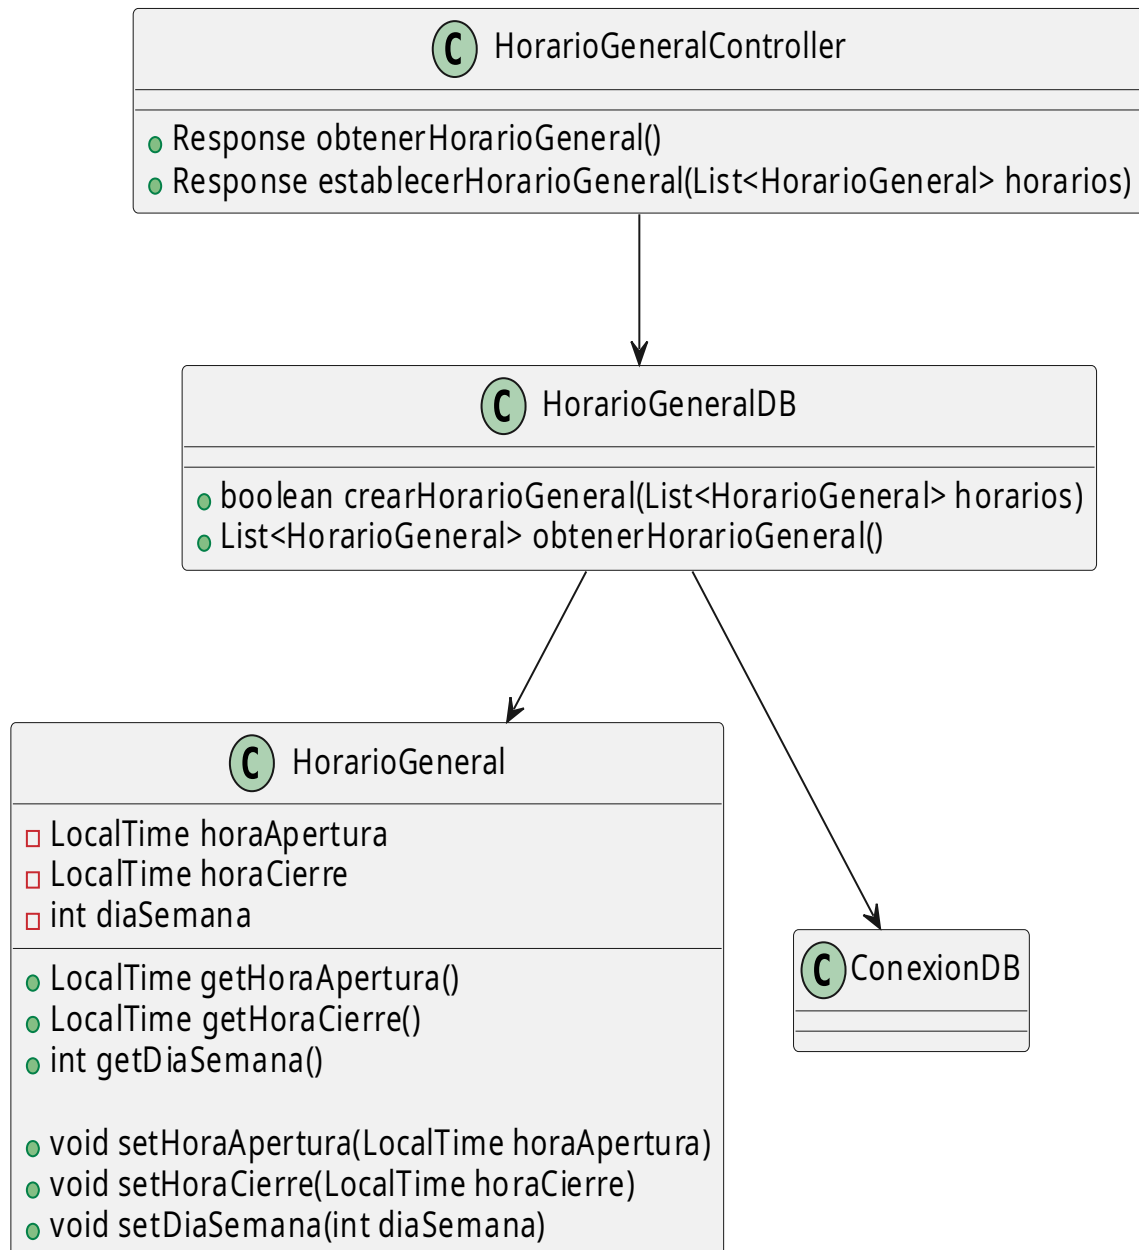 C HorarioGeneralController
Response obtenerHorarioGeneral()
Response establecerHorarioGeneral(List<HorarioGeneral> horarios)
C HorarioGeneralDB
boolean crearHorarioGeneral(List<HorarioGeneral> horarios)
List<HorarioGeneral> obtenerHorarioGeneral()
C HorarioGeneral
LocalTime horaApertura
LocalTime horaCierre
int diaSemana
LocalTime getHoraApertura()
LocalTime getHoraCierre()
int getDiaSemana()
void setHoraApertura(LocalTime horaApertura)
void setHoraCierre(LocalTime horaCierre)
void setDiaSemana(int diaSemana)
C ConexionDB